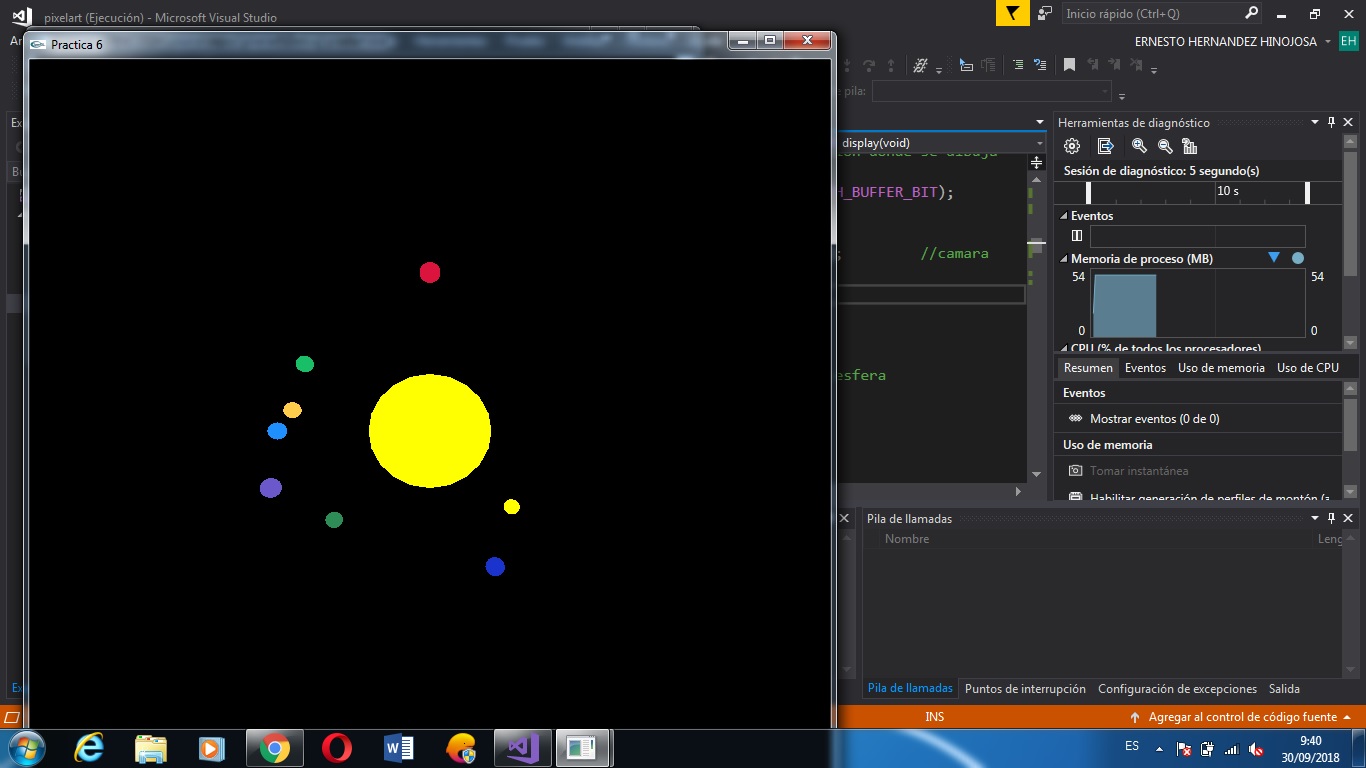 pixelart (Ejecución) - Microsoft Visual Studio
Inicio rápido (Ctrl+Q)
Ar
Practica 6
ERNESTO HERNANDEZ HINOJOSA
EH
e pila:
Ex
Herramientas de diagnóstico
display(void)
Bu
Sesión de diagnóstico: 5 segundo(s)
10 s
H_BUFFER_BIT);
Eventos
; //camara
Memoria de proceso (MB)
54
54
0
0
CPU (% de todos los procesadores)
Resumen
Eventos
Uso de memoria
Uso de CPU
esfera
Eventos
Mostrar eventos (0 de 0)
Uso de memoria
Tomar instantánea
Habilitar generación de perfiles de montón (a
Pila de llamadas
Nombre
Leng
Ex
Pila de llamadas
Puntos de interrupción
Configuración de excepciones
Salida
INS
Agregar al control de código fuente
ES
9:40
30/09/2018